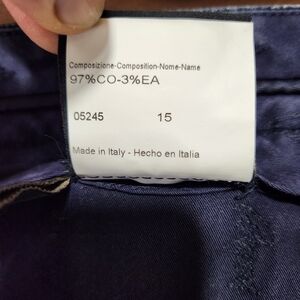 Composizione-Composition-Nome-Name
97%CO-3%EA
05245 15
Made in Italy - Hecho en Italia